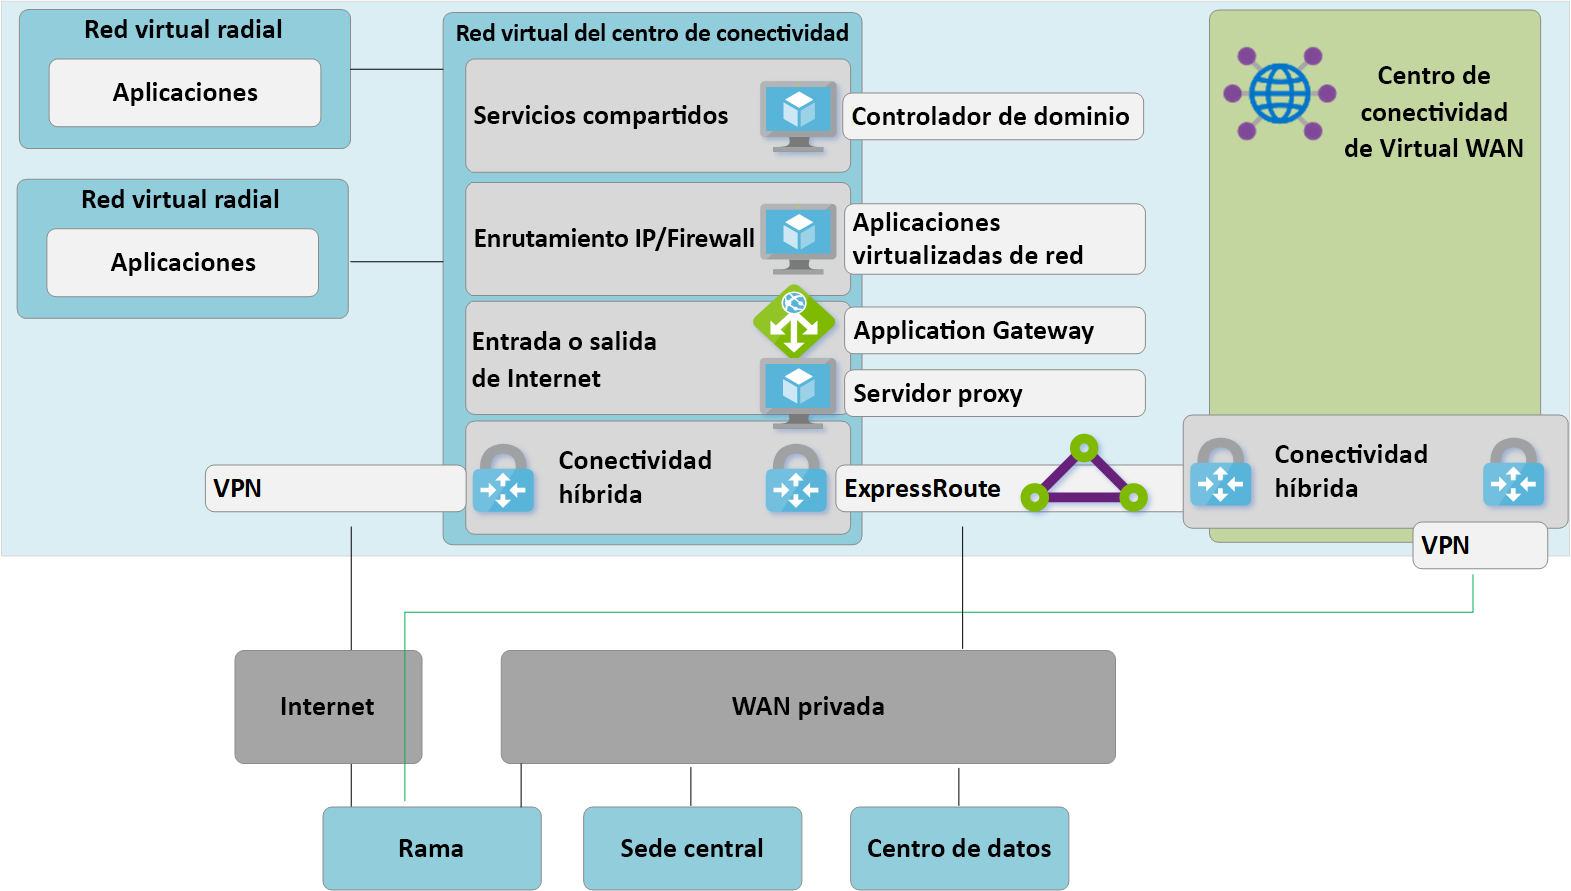 Red virtual radial
Aplicaciones
Red virtual radial
Aplicaciones
Red virtual del centro de conectividad
Servicios compartidos
Controlador de dominio
Enrutamiento IP/Firewall
Aplicaciones
virtualizadas de red
Entrada o salida
de Internet
Application Gateway
Servidor proxy
VPN
Conectividad
híbrida
ExpressRoute
Centro de
conectividad
de Virtual WAN
Conectividad
híbrida
VPN
Internet
WAN privada
Rama
Sede central
Centro de datos